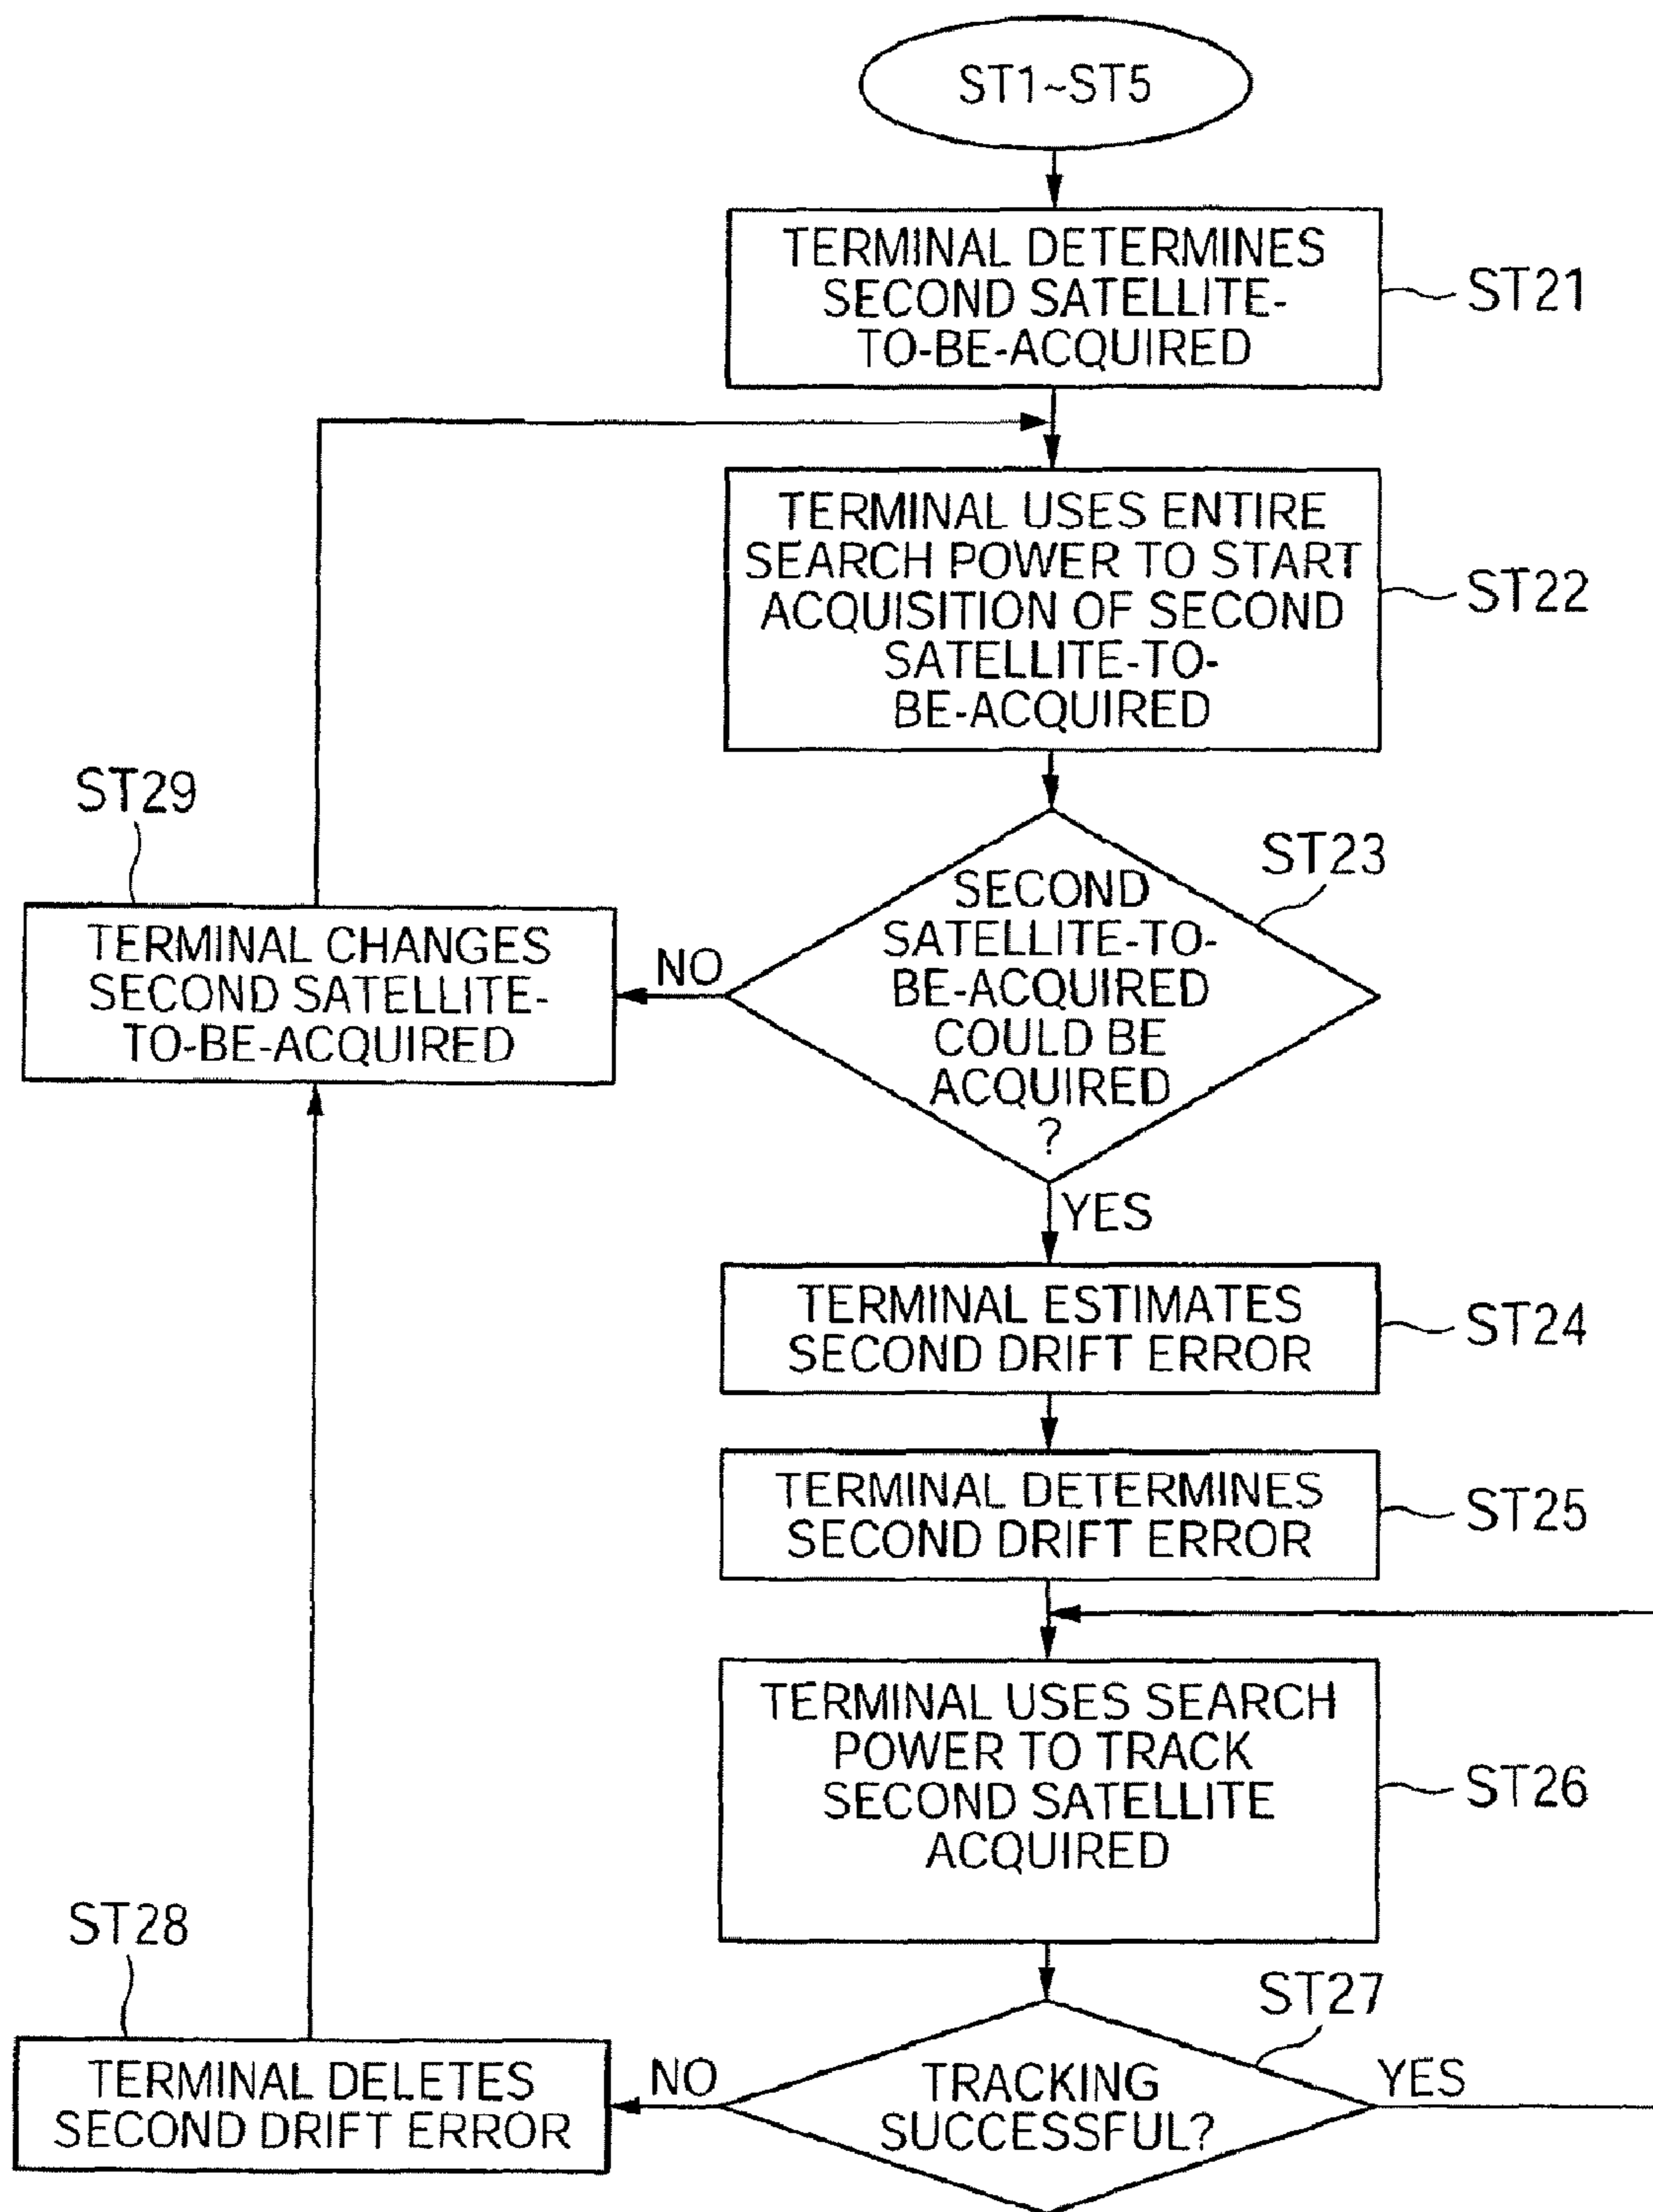 ST1~ST5
TERMINAL DETERMINES
SECOND SATELLITE-
TO-BE-ACQUIRED
ST21
TERMINAL USES ENTIRE
SEARCH POWER TO START
ACQUISITION OF SECOND
SATELLITE-TO-
BE-ACQUIRED
ST22
ST29
TERMINAL CHANGES
SECOND SATELLITE-
TO-BE-ACQUIRED
NO
ST23
SECOND
SATELLITE-TO-
BE-ACQUIRED
COULD BE
ACQUIRED
?
YES
TERMINAL ESTIMATES
SECOND DRIFT ERROR
ST24
TERMINAL DETERMINES
SECOND DRIFT ERROR
ST25
TERMINAL USES SEARCH
POWER TO TRACK
SECOND SATELLITE
ACQUIRED
ST26
ST28
TERMINAL DELETES
SECOND DRIFT ERROR
NO
ST27
TRACKING
SUCCESSFUL?
YES